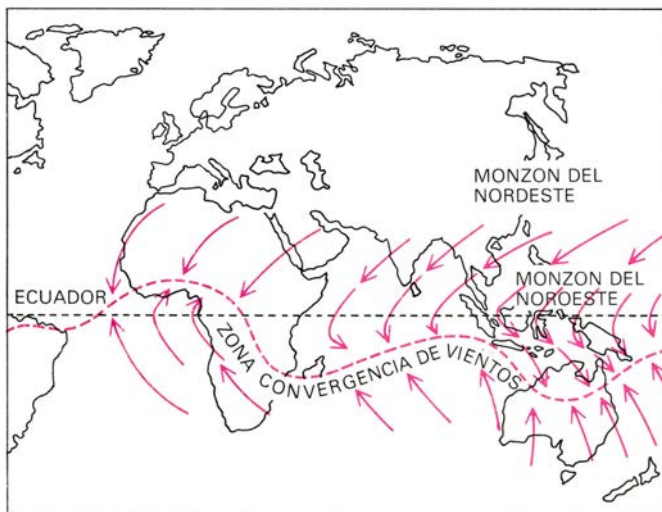 MONZON DEL
NORDESTE
MONZON DEL
NOROESTE
ECUADOR
ZONA CONVERGENCIA DE VIENTOS